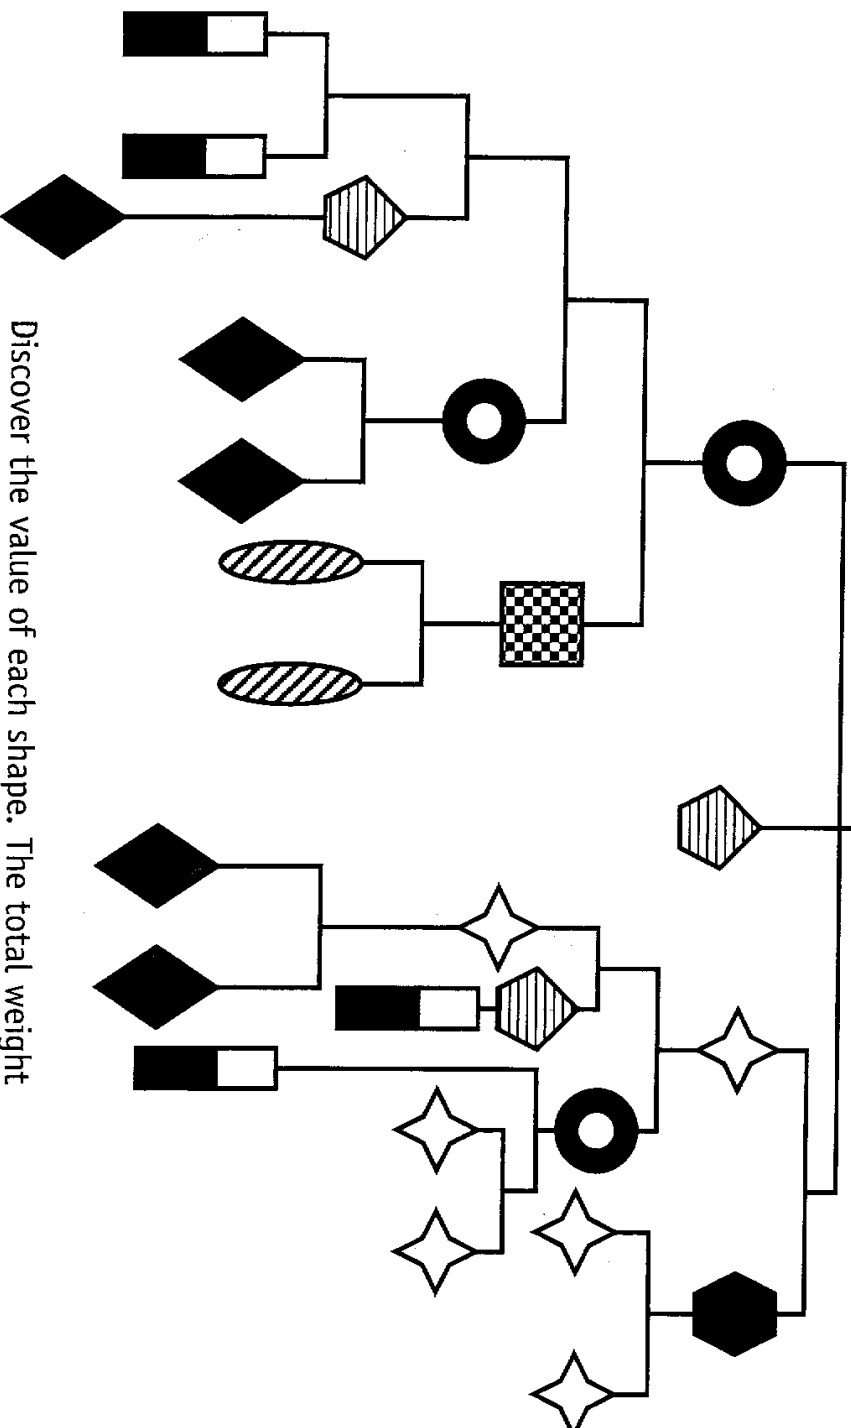 Discover the value of each shape. The total weight